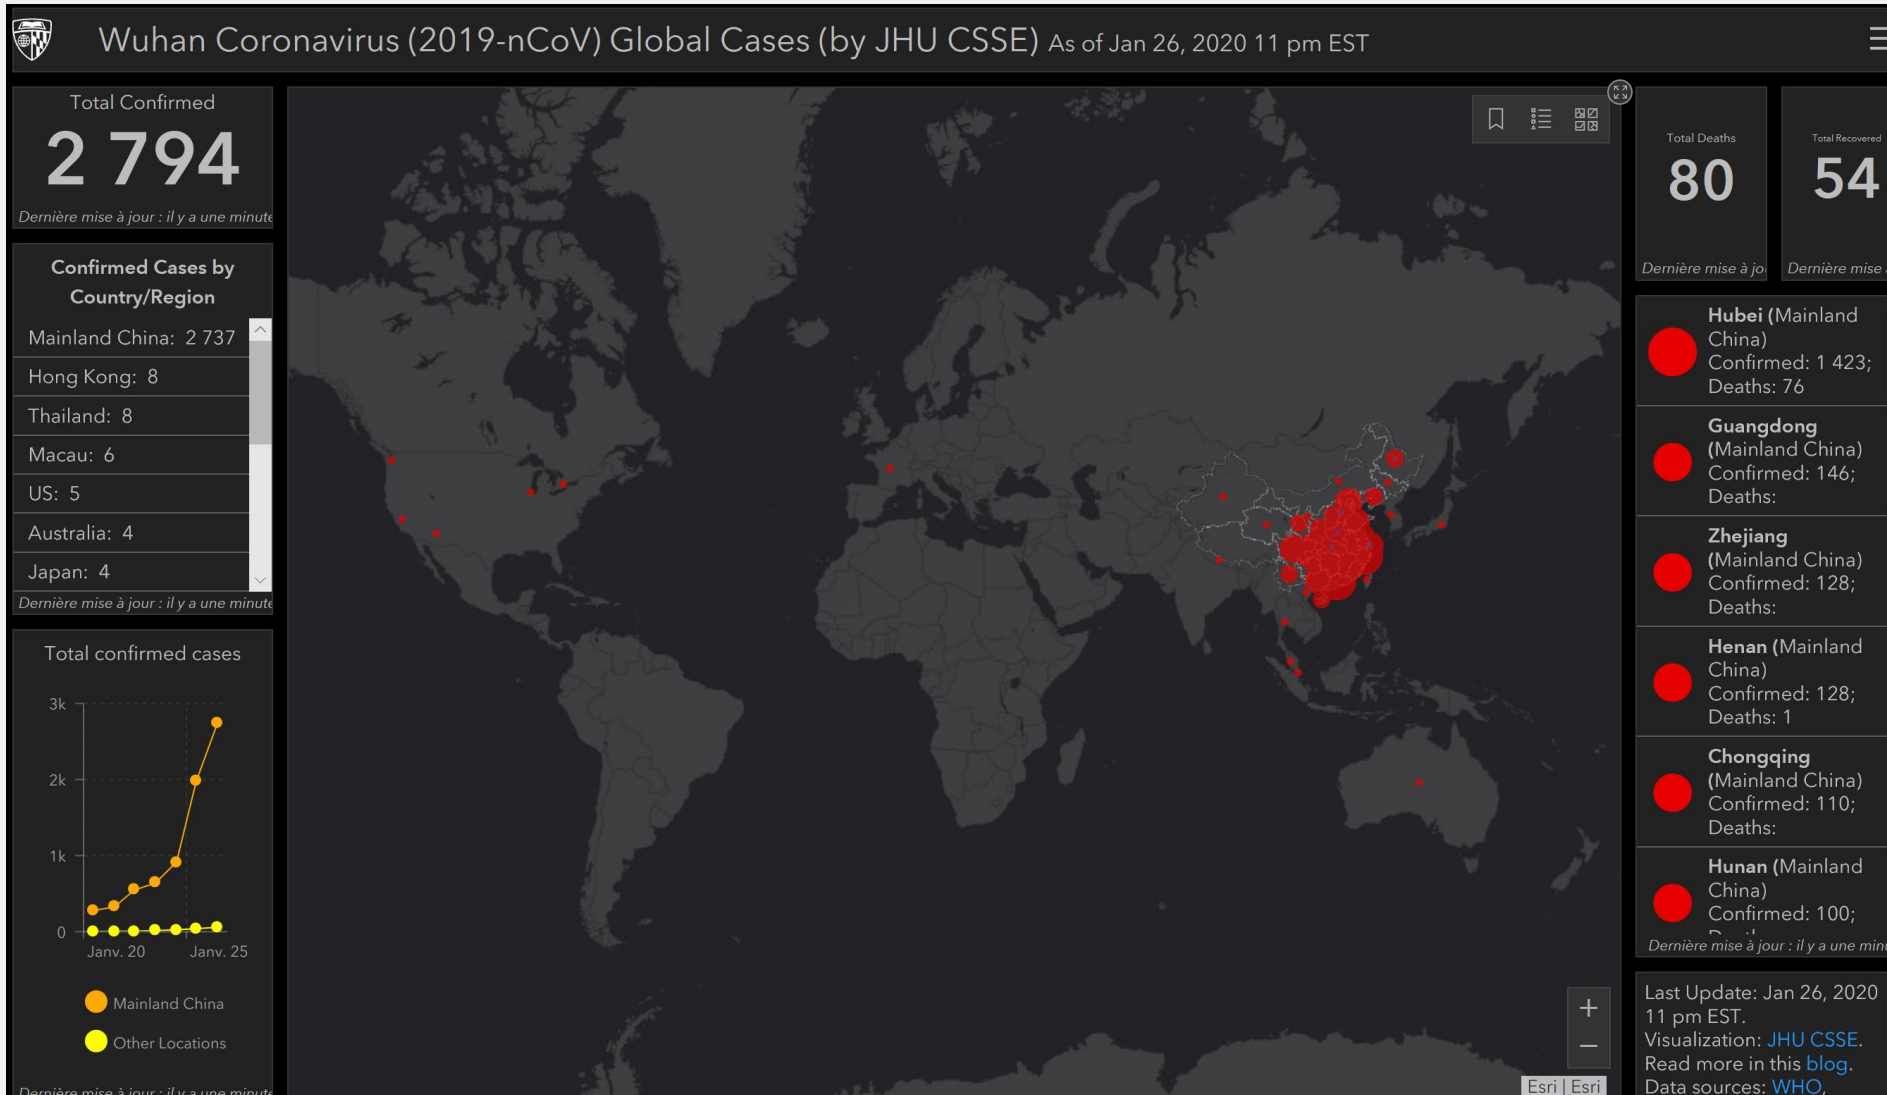 Wuhan Coronavirus (2019-nCoV) Global Cases (by JHU CSSE) As of Jan 26, 2020 11 pm EST
Total Confirmed
2 794
Dernière mise à jour : il y a une minute
Confirmed Cases by
Country/Region
Mainland China: 2 737
Hong Kong: 8
Thailand: 8
Macau: 6
US: 5
Australia: 4
Japan: 4
Dernière mise à jour : il y a une minute
Total confirmed cases
3k
2k
1k
0
Janv. 20
Janv. 25
Mainland China
Other Locations
Dernière mise à jour : il y a une minute
Esri | Esri
Total Deaths
80
Dernière mise à jo
Total Recovered
54
Dernière mise
Hubei (Mainland
China)
Confirmed: 1 423;
Deaths: 76
Guangdong
(Mainland China)
Confirmed: 146;
Deaths:
Zhejiang
(Mainland China)
Confirmed: 128;
Deaths:
Henan (Mainland
China)
Confirmed: 128;
Deaths: 1
Chongqing
(Mainland China)
Confirmed: 110;
Deaths:
Hunan (Mainland
China)
Confirmed: 100;
Dernière mise à jour : il y a une min
Last Update: Jan 26, 2020
11 pm EST.
Visualization: JHU CSSE.
Read more in this blog.
Data sources: WHO,